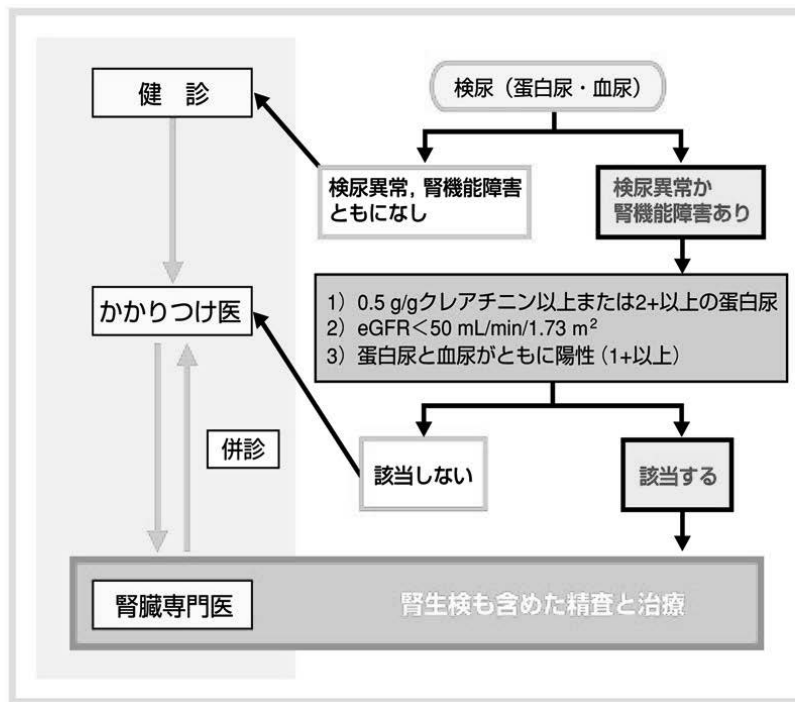 健　診
検尿（蛋白尿・血尿）
検尿異常，腎機能障害
ともになし
検尿異常か
腎機能障害あり
かかりつけ医
1）0.5 g/gクレアチニン以上または2+以上の蛋白尿
2）eGFR＜50 mL/min/1.73 m²
3）蛋白尿と血尿がともに陽性（1+以上）
併診
該当しない
該当する
腎臓専門医
腎生検も含めた精査と治療